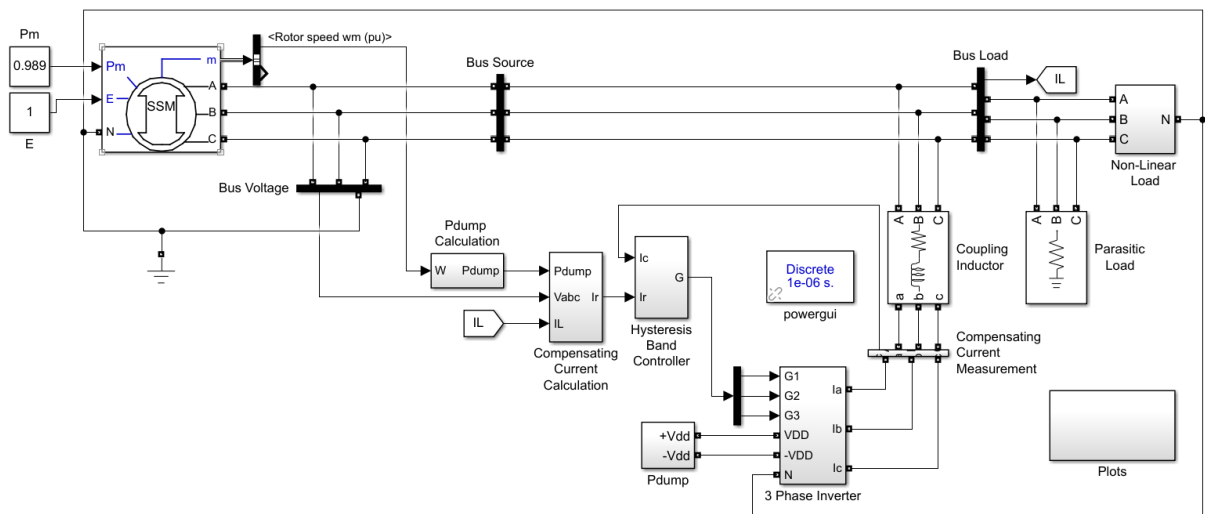 Pm
0.989
1
E
Pm
E
N
SSM
m
A
B
C
<Rotor speed wm (pu)>
Bus Source
Bus Load
IL
A
B
C
N
Non-Linear
Load
Bus Voltage
Pdump
Calculation
W
Pdump
Pdump
Vabc
IL
Ir
IL
Compensating
Current
Calculation
Ic
Ir
G
Hysteresis
Band
Controller
Discrete
1e-06 s.
powergui
A
B
C
a
b
c
Coupling
Inductor
A
B
C
Parasitic
Load
Compensating
Current
Measurement
G1
G2
G3
VDD
-VDD
N
Ia
Ib
Ic
3 Phase Inverter
+Vdd
-Vdd
Pdump
Plots